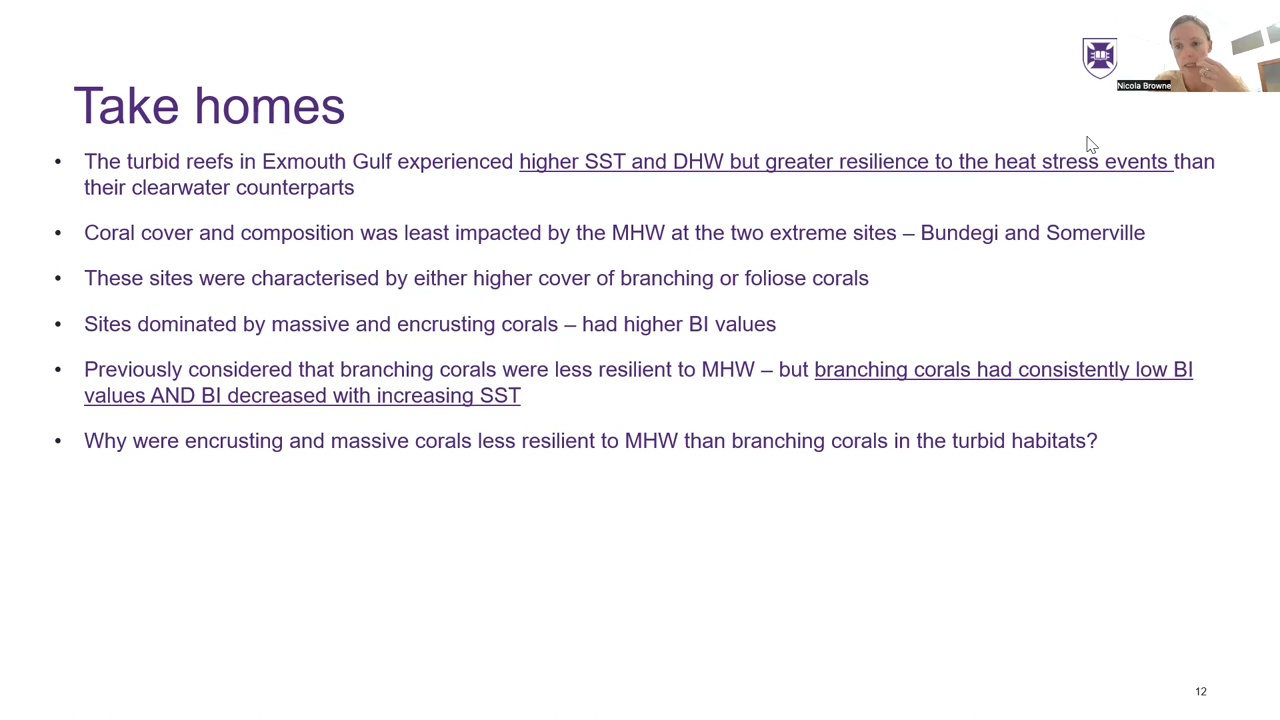 Nicola Browne
Take homes
• The turbid reefs in Exmouth Gulf experienced higher SST and DHW but greater resilience to the heat stress events than
their clearwater counterparts
• Coral cover and composition was least impacted by the MHW at the two extreme sites – Bundegi and Somerville
• These sites were characterised by either higher cover of branching or foliose corals
• Sites dominated by massive and encrusting corals – had higher BI values
• Previously considered that branching corals were less resilient to MHW – but branching corals had consistently low BI
values AND BI decreased with increasing SST
• Why were encrusting and massive corals less resilient to MHW than branching corals in the turbid habitats?
12